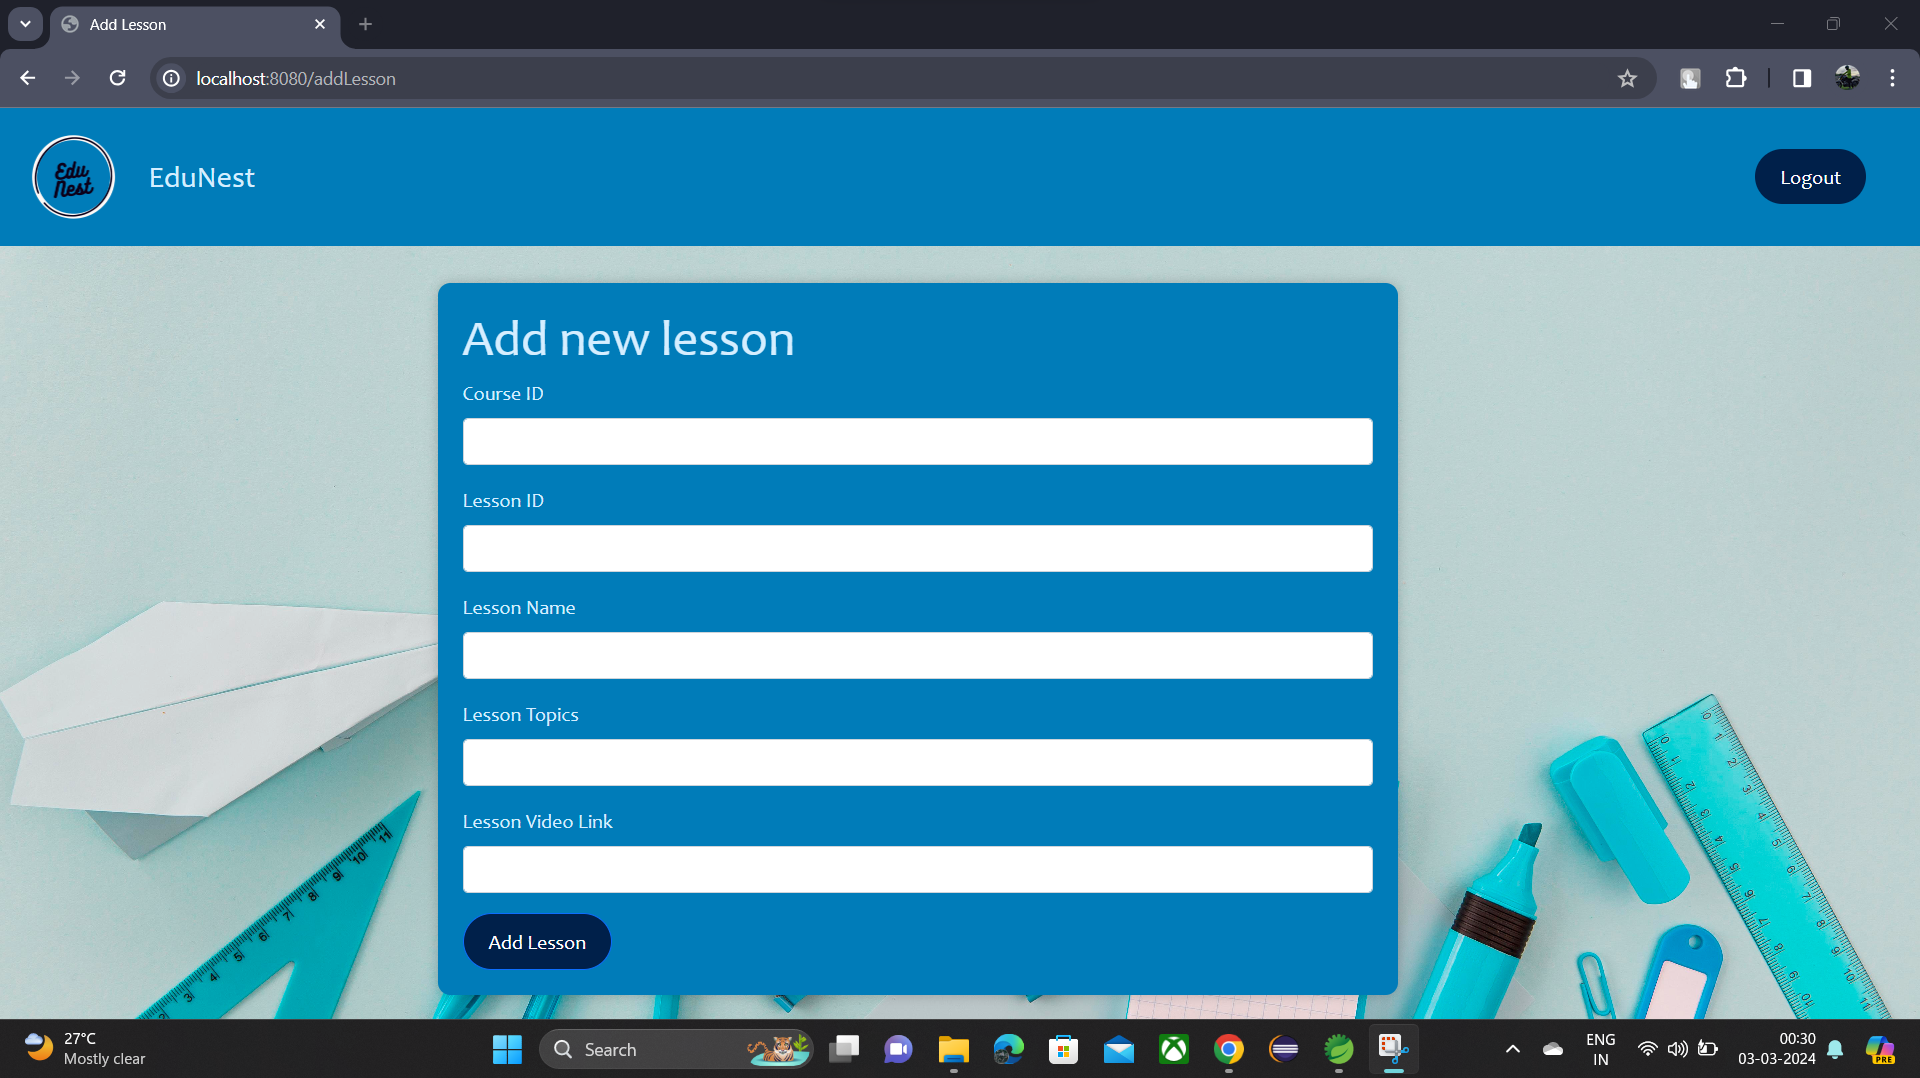 Add Lesson
localhost:8080/addLesson
Edu
Nest
EduNest
Logout
Add new lesson
Course ID
Lesson ID
Lesson Name
Lesson Topics
Lesson Video Link
Add Lesson
27°C
Mostly clear
Search
PRE
ENG
IN
00:30
03-03-2024